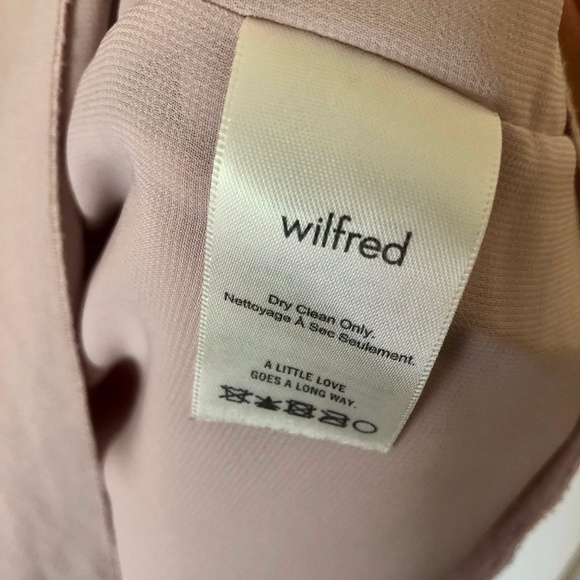 wilfred
Dry Clean Only.
Nettoyage À Sec Seulement.
A LITTLE LOVE
GOES A LONG WAY.